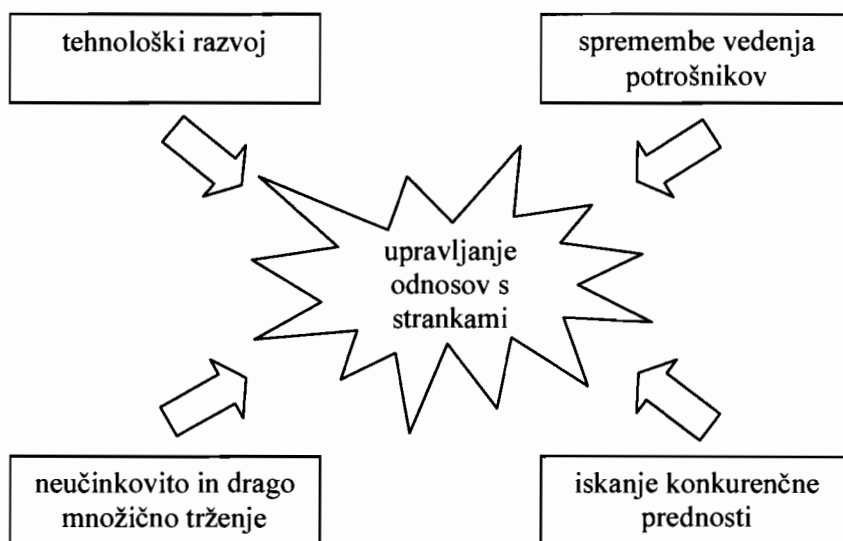 tehnološki razvoj
spremembe vedenja
potrošnikov
upravljanje
odnosov s
strankami
neučinkovito in drago
množično trženje
iskanje konkurenčne
prednosti